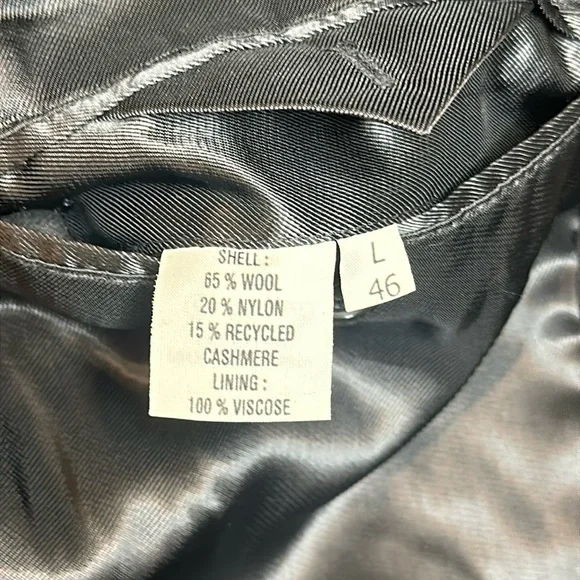 SHELL :
65 % WOOL
20 % NYLON
15 % RECYCLED
CASHMERE
LINING :
100 % VISCOSE
L
46